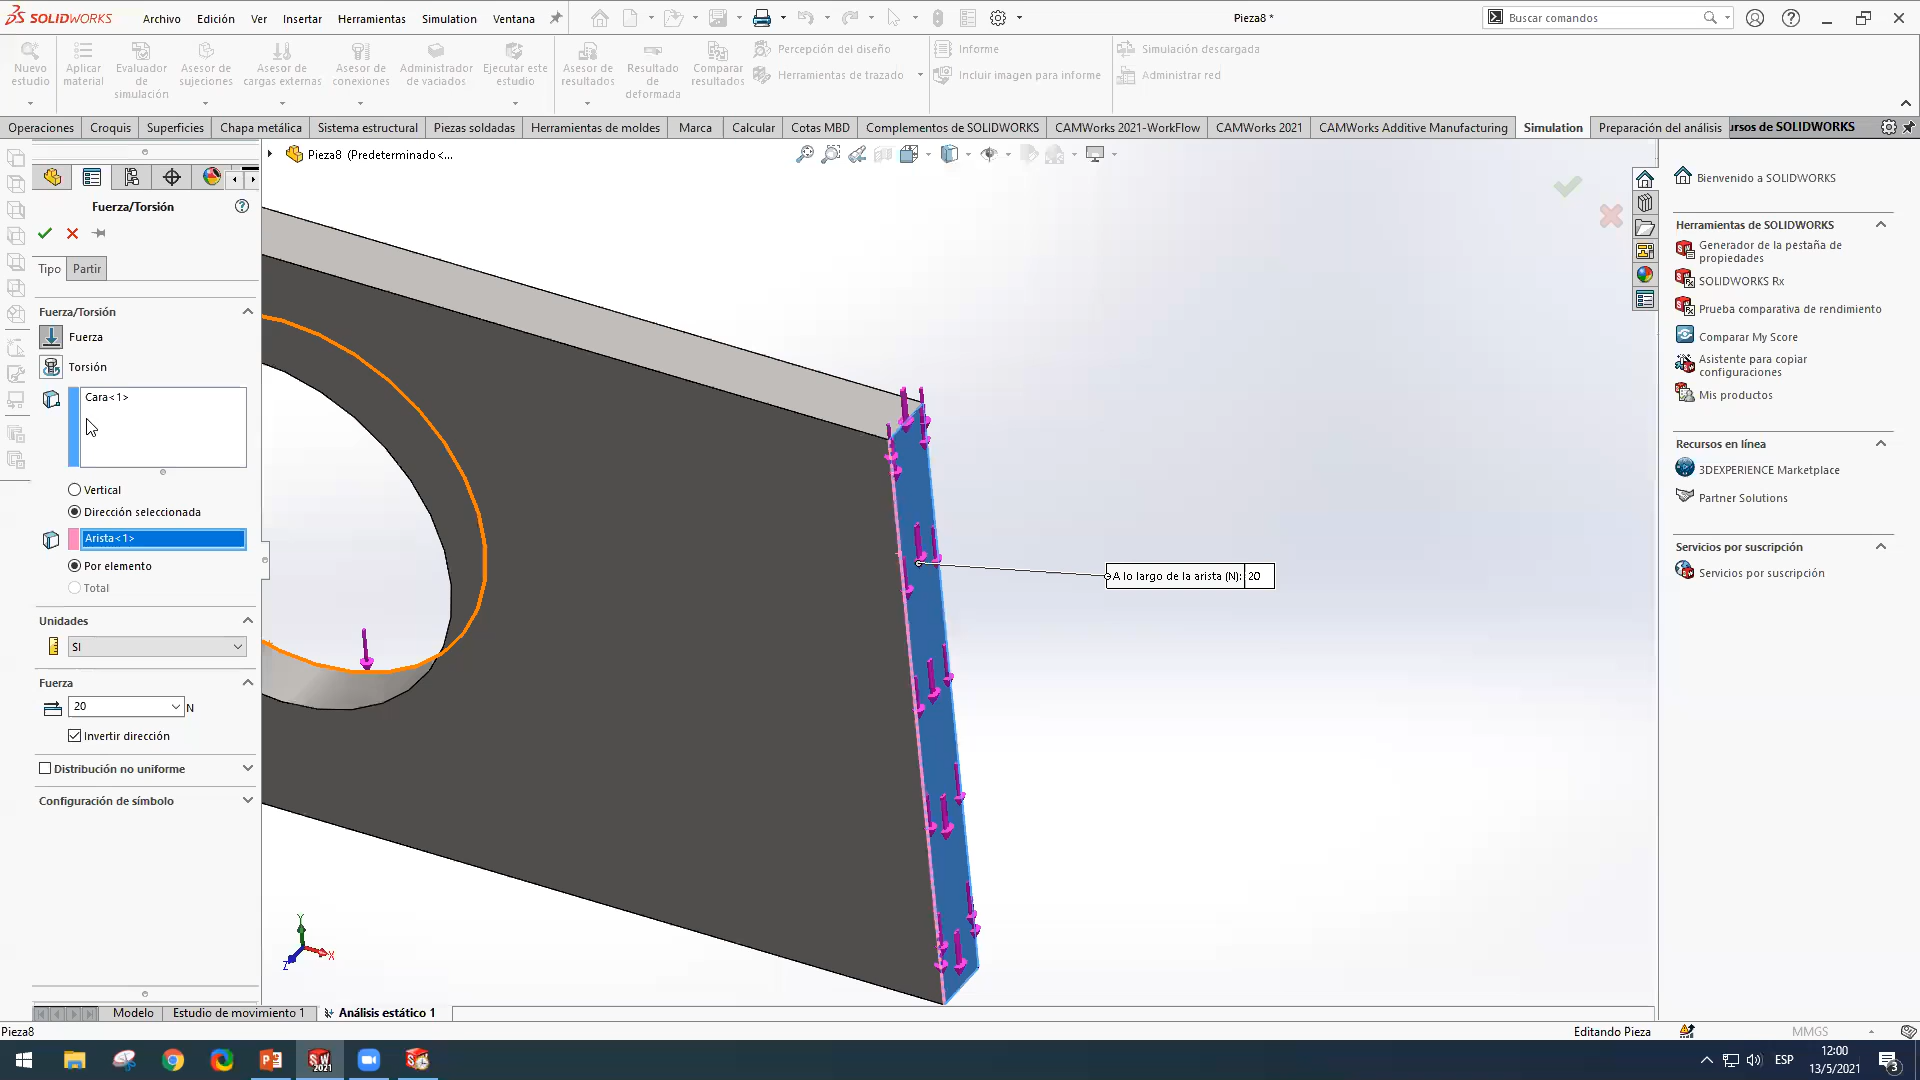 SOLIDWORKS
Archivo
Edición
Ver
Insertar
Herramientas
Simulation
Ventana
Pieza8 *
Buscar comandos
Nuevo estudio
Aplicar material
Evaluador de simulación
Asesor de sujeciones
Asesor de cargas externas
Asesor de conexiones
Administrador de vaciados
Ejecutar este estudio
Asesor de resultados
Resultado de deformada
Comparar resultados
Percepción del diseño
Herramientas de trazado
Informe
Incluir imagen para informe
Simulación descargada
Administrar red
Operaciones
Croquis
Superficies
Chapa metálica
Sistema estructural
Piezas soldadas
Herramientas de moldes
Marca
Calcular
Cotas MBD
Complementos de SOLIDWORKS
CAMWorks 2021-WorkFlow
CAMWorks 2021
CAMWorks Additive Manufacturing
Simulation
Preparación del análisis
ursos de SOLIDWORKS
Pieza8 (Predeterminado<...
Fuerza/Torsión
Tipo
Partir
Fuerza/Torsión
Fuerza
Torsión
Cara<1>
Vertical
Dirección seleccionada
Arista<1>
Por elemento
Total
Unidades
SI
Fuerza
20
N
Invertir dirección
Distribución no uniforme
Configuración de símbolo
A lo largo de la arista (N): 20
Y
X
Z
Bienvenido a SOLIDWORKS
Herramientas de SOLIDWORKS
Generador de la pestaña de
propiedades
SOLIDWORKS Rx
Prueba comparativa de rendimiento
Comparar My Score
Asistente para copiar
configuraciones
Mis productos
Recursos en línea
3DEXPERIENCE Marketplace
Partner Solutions
Servicios por suscripción
Servicios por suscripción
Modelo
Estudio de movimiento 1
Análisis estático 1
Pieza8
Editando Pieza
MMGS
ESP
12:00
13/5/2021
3